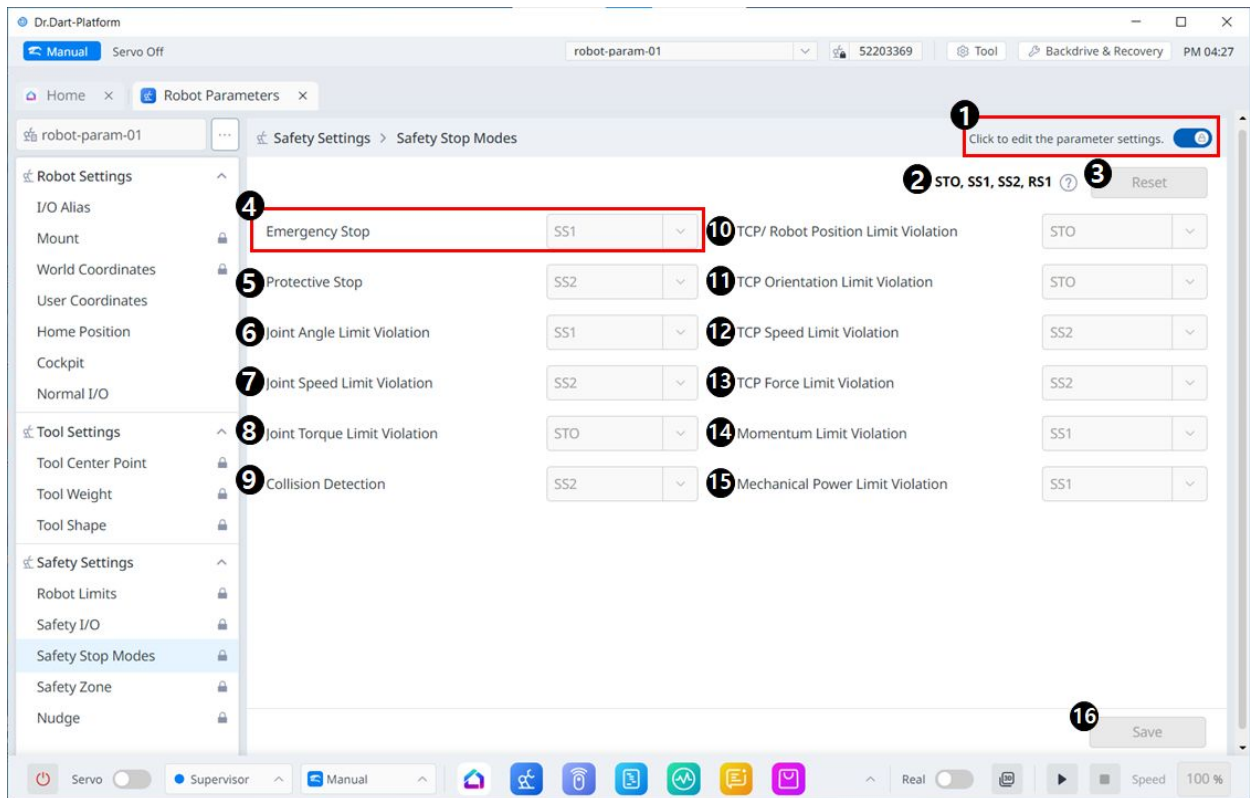 Dr.Dart-Platform
Manual Servo Off robot-param-01 52203369 Tool Backdrive & Recovery PM 04:27
Home Robot Parameters
robot-param-01 ... Safety Settings > Safety Stop Modes 1 Click to edit the parameter settings.
Robot Settings
I/O Alias
Mount
World Coordinates
User Coordinates
Home Position
Cockpit
Normal I/O
Tool Settings
Tool Center Point
Tool Weight
Tool Shape
Safety Settings
Robot Limits
Safety I/O
Safety Stop Modes
Safety Zone
Nudge
2 STO, SS1, SS2, RS1 ? 3 Reset
4 Emergency Stop SS1
5 Protective Stop SS2
6 Joint Angle Limit Violation SS1
7 Joint Speed Limit Violation SS2
8 Joint Torque Limit Violation STO
9 Collision Detection SS2
10 TCP/ Robot Position Limit Violation STO
11 TCP Orientation Limit Violation STO
12 TCP Speed Limit Violation SS2
13 TCP Force Limit Violation SS2
14 Momentum Limit Violation SS1
15 Mechanical Power Limit Violation SS1
16 Save
Servo Supervisor Manual Real 3D Speed 100 %